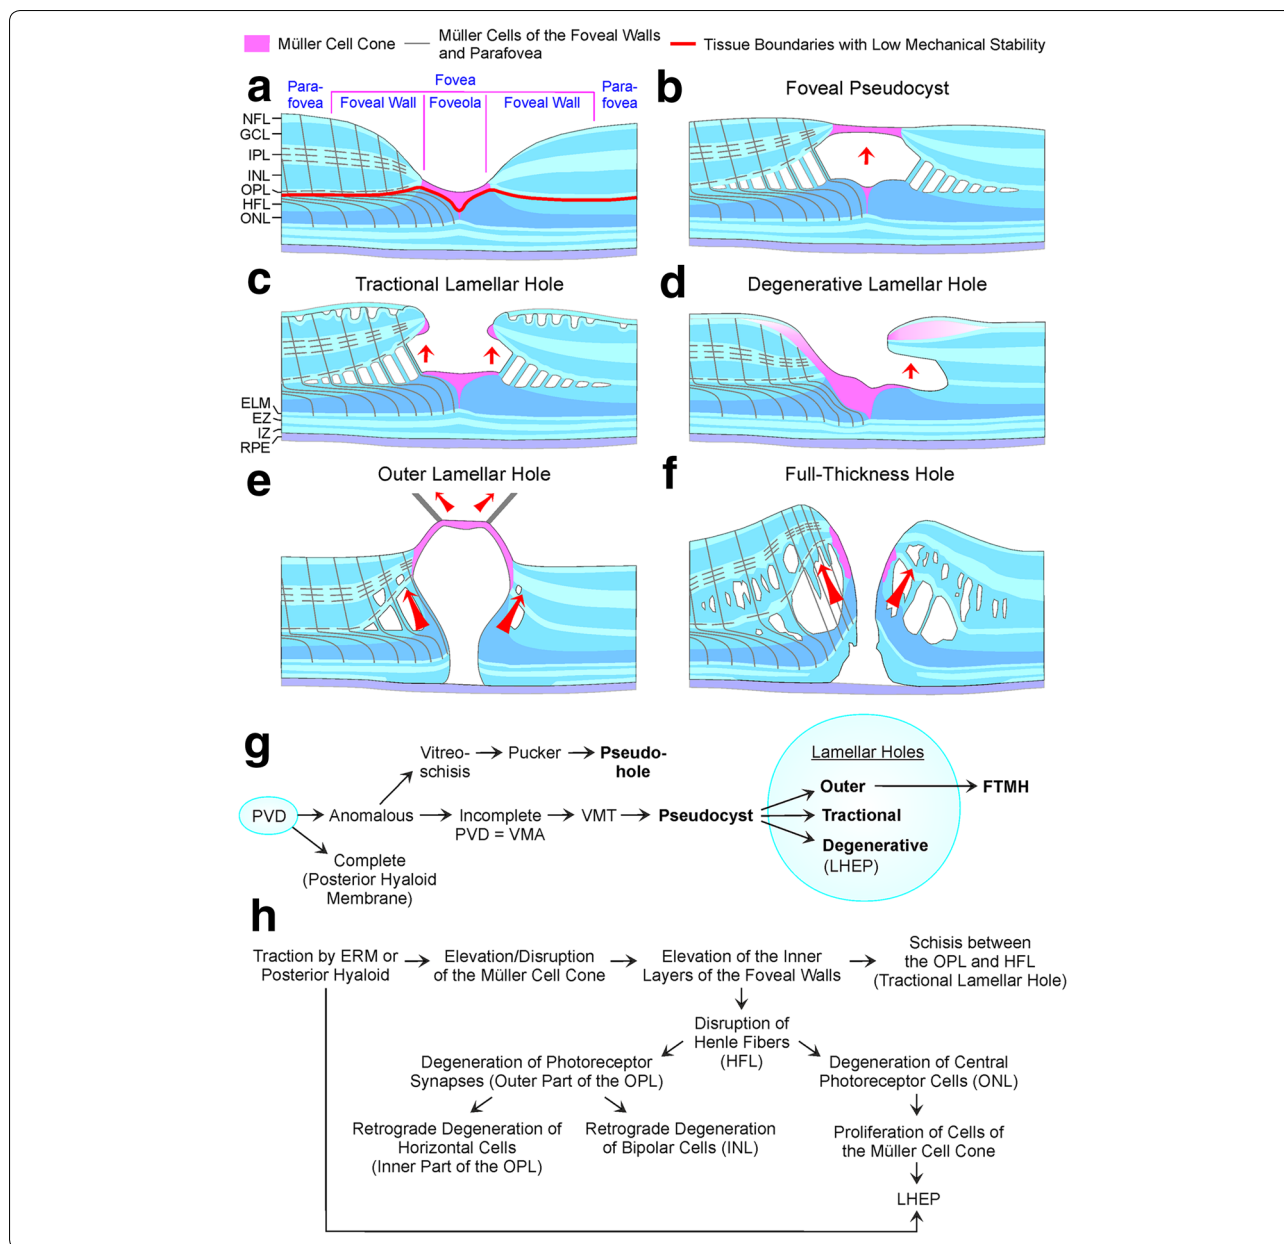 Müller Cell Cone
Müller Cells of the Foveal Walls
and Parafovea
Tissue Boundaries with Low Mechanical Stability
a
Para-
fovea
Fovea
Foveal Wall
Foveola
Foveal Wall
Para-
fovea
NFL
GCL
IPL
INL
OPL
HFL
ONL
b
Foveal Pseudocyst
c
Tractional Lamellar Hole
ELM
EZ
IZ
RPE
d
Degenerative Lamellar Hole
e
Outer Lamellar Hole
f
Full-Thickness Hole
g
PVD
Anomalous
Vitreo-
schisis
Pucker
Pseudo-
hole
Incomplete
PVD = VMA
VMT
Pseudocyst
Complete
(Posterior Hyaloid
Membrane)
Lamellar Holes
Outer
FTMH
Tractional
Degenerative
(LHEP)
h
Traction by ERM or
Posterior Hyaloid
Elevation/Disruption
of the Müller Cell Cone
Elevation of the Inner
Layers of the Foveal Walls
Schisis between
the OPL and HFL
(Tractional Lamellar Hole)
Disruption of
Henle Fibers
(HFL)
Degeneration of Photoreceptor
Synapses (Outer Part of the OPL)
Degeneration of Central
Photoreceptor Cells (ONL)
Retrograde Degeneration of
Horizontal Cells
(Inner Part of the OPL)
Retrograde Degeneration
of Bipolar Cells (INL)
Proliferation of Cells of
the Müller Cell Cone
LHEP